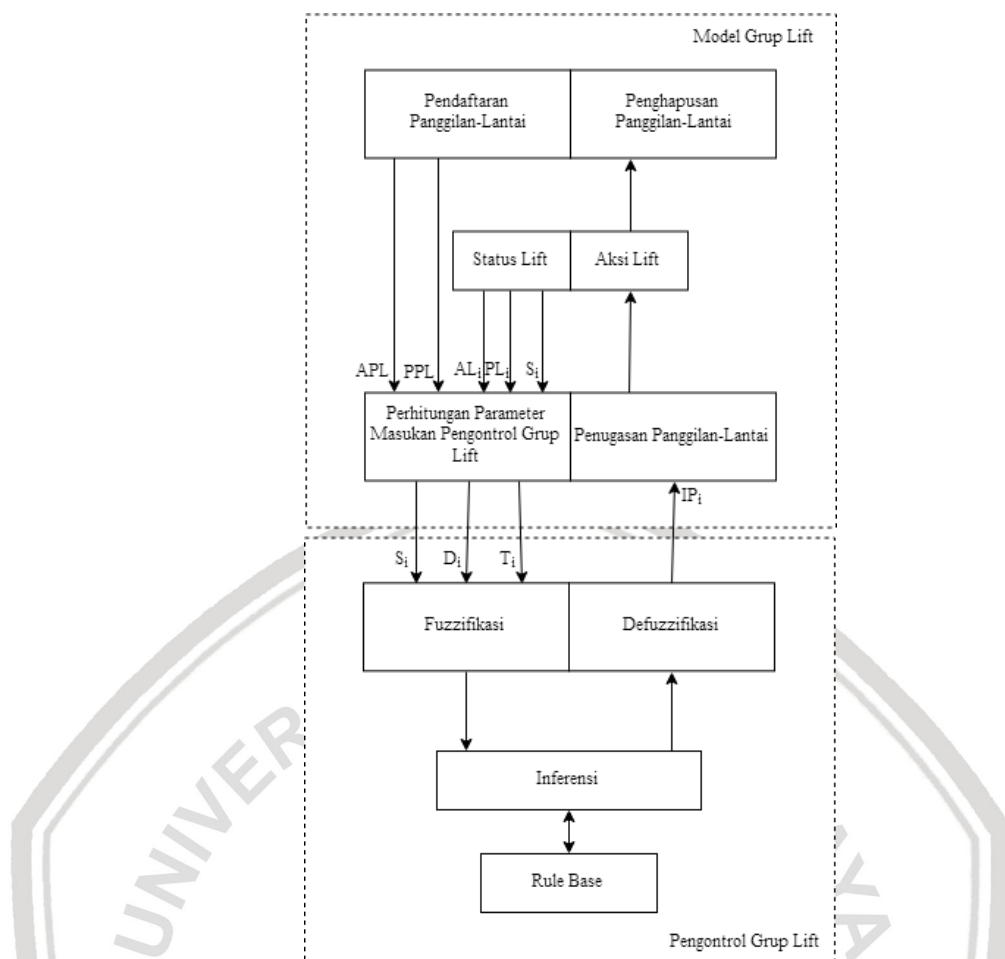 Model Grup Lift
Pendaftaran
Panggilan-Lantai
Penghapusan
Panggilan-Lantai
Status Lift
Aksi Lift
APL
PPL
ALi
PLi
Si
Perhitungan Parameter
Masukan Pengontrol Grup
Lift
Penugasan Panggilan-Lantai
IPi
Si
Di
Ti
Fuzzifikasi
Defuzzifikasi
Inferensi
Rule Base
Pengontrol Grup Lift
UNIVER
YA